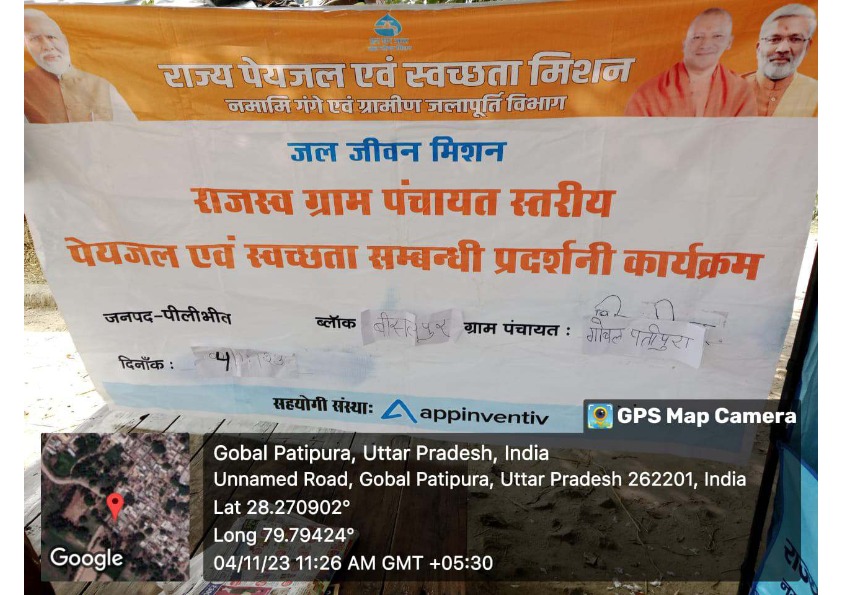 राज्य पेयजल एवं स्वच्छता मिशन
नमामि गंगे एवं ग्रामीण जलापूर्ति विभाग
जल जीवन मिशन
राजस्व ग्राम पंचायत स्तरीय
पेयजल एवं स्वच्छता सम्बन्धी प्रदर्शनी कार्यक्रम
जनपद-पीलीभीत ब्लॉक बीसलपुर ग्राम पंचायत : गोवल पतीपुरा
दिनाँक : 4
सहयोगी संस्था: appinventiv
GPS Map Camera
Gobal Patipura, Uttar Pradesh, India
Unnamed Road, Gobal Patipura, Uttar Pradesh 262201, India
Lat 28.270902°
Long 79.79424°
04/11/23 11:26 AM GMT +05:30
Google